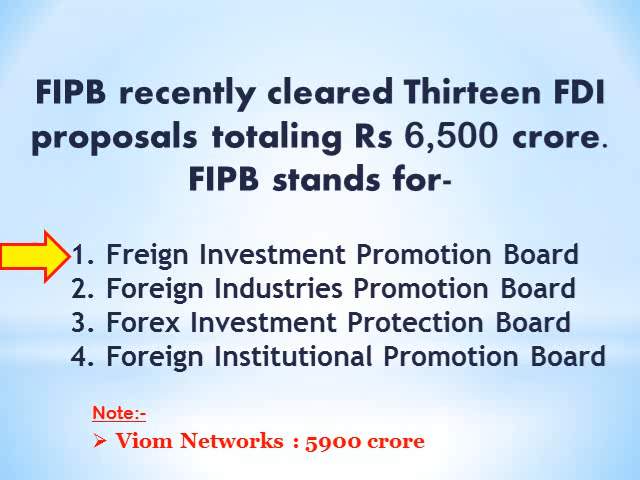 FIPB recently cleared Thirteen FDI
proposals totaling Rs 6,500 crore.
FIPB stands for-
1. Freign Investment Promotion Board
2. Foreign Industries Promotion Board
3. Forex Investment Protection Board
4. Foreign Institutional Promotion Board
Note:-
➢ Viom Networks : 5900 crore